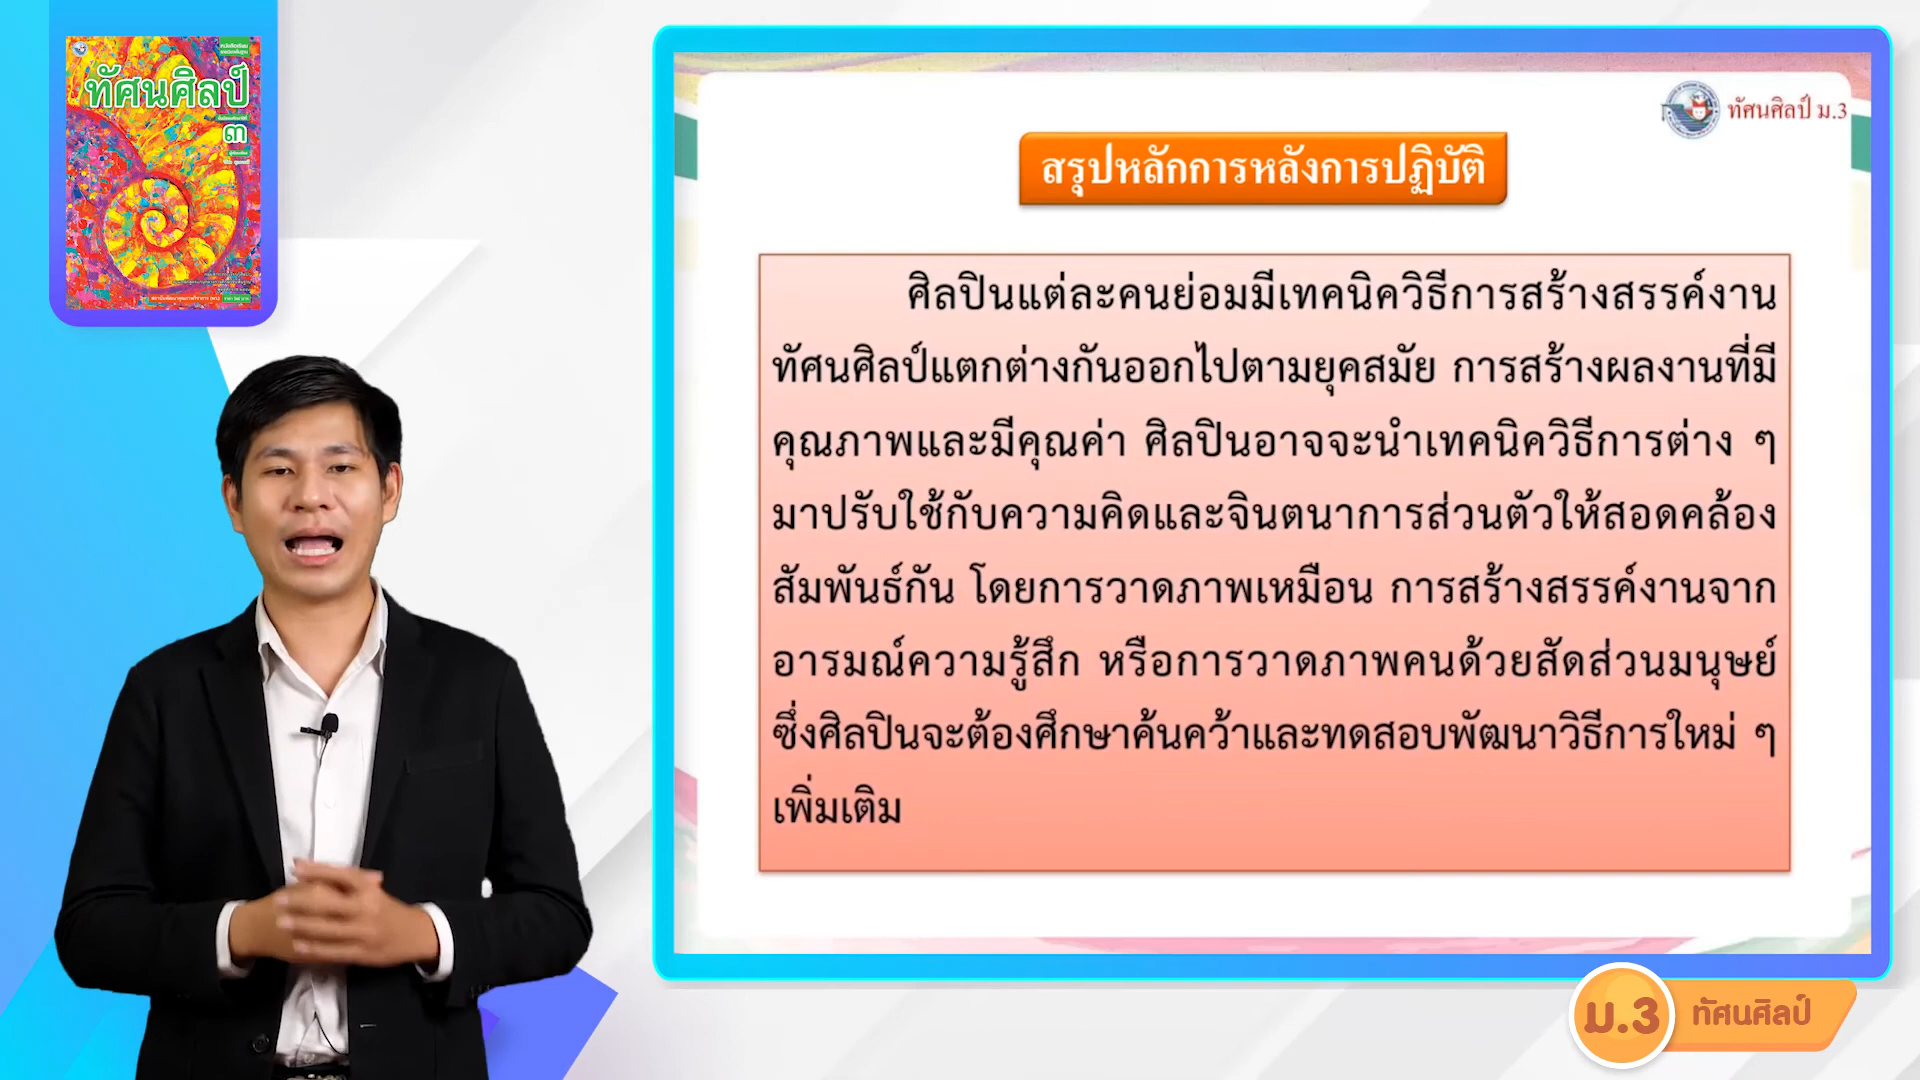 ทัศนศิลป์
๓
ทัศนศิลป์ ม.3
สรุปหลักการหลังการปฏิบัติ
ศิลปินแต่ละคนย่อมมีเทคนิควิธีการสร้างสรรค์งาน
ทัศนศิลป์แตกต่างกันออกไปตามยุคสมัย การสร้างผลงานที่มี
คุณภาพและมีคุณค่า ศิลปินอาจจะนำเทคนิควิธีการต่าง ๆ
มาปรับใช้กับความคิดและจินตนาการส่วนตัวให้สอดคล้อง
สัมพันธ์กัน โดยการวาดภาพเหมือน การสร้างสรรค์งานจาก
อารมณ์ความรู้สึก หรือการวาดภาพคนด้วยสัดส่วนมนุษย์
ซึ่งศิลปินจะต้องศึกษาค้นคว้าและทดสอบพัฒนาวิธีการใหม่ ๆ
เพิ่มเติม
ม.3 ทัศนศิลป์